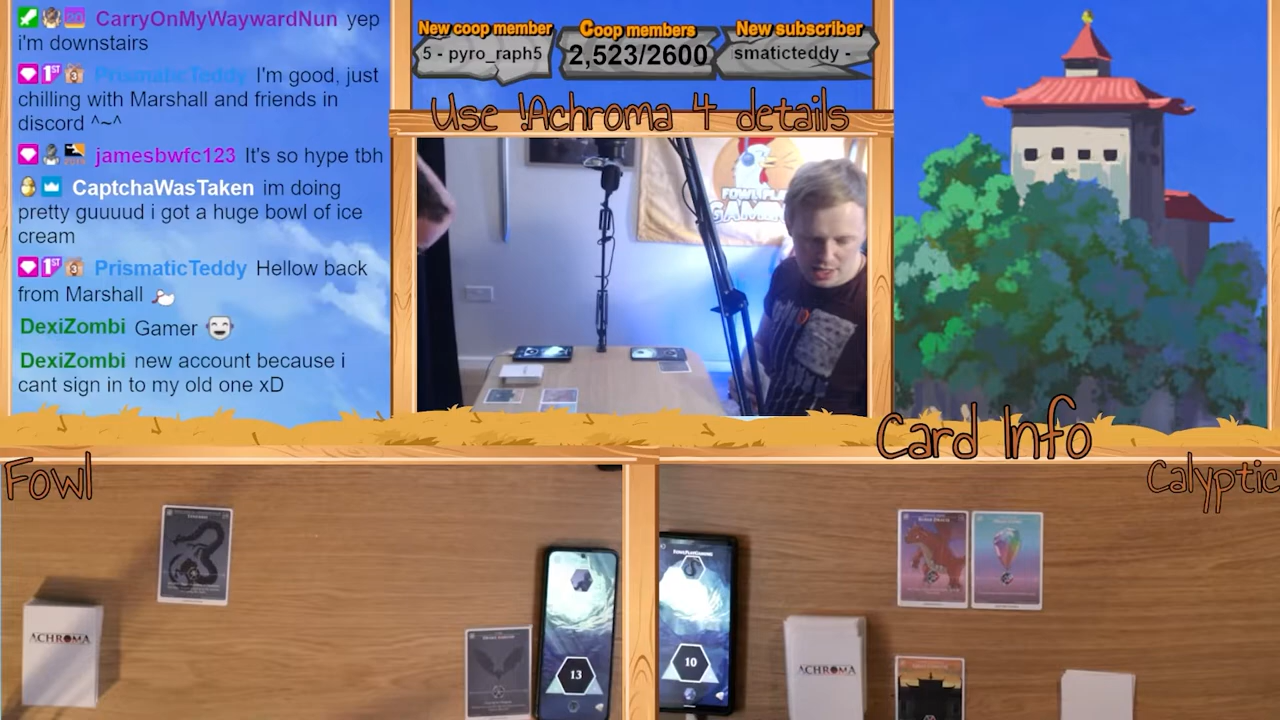 CarryOnMyWaywardNun yep
i'm downstairs
PrismaticTeddy I'm good, just
chilling with Marshall and friends in
discord ^~^
jamesbwfc123 It's so hype tbh
CaptchaWasTaken im doing
pretty guuuud i got a huge bowl of ice
cream
PrismaticTeddy Hellow back
from Marshall
DexiZombi Gamer
DexiZombi new account because i
cant sign in to my old one xD
New coop member
5 - pyro_raph5
Coop members
2,523/2600
New subscriber
smaticteddy -
Use !Achroma 4 details
FOWL PLAY
GAMING
Card Info
Fowl
Calyptic
ACHROMA
13
10
ACHROMA